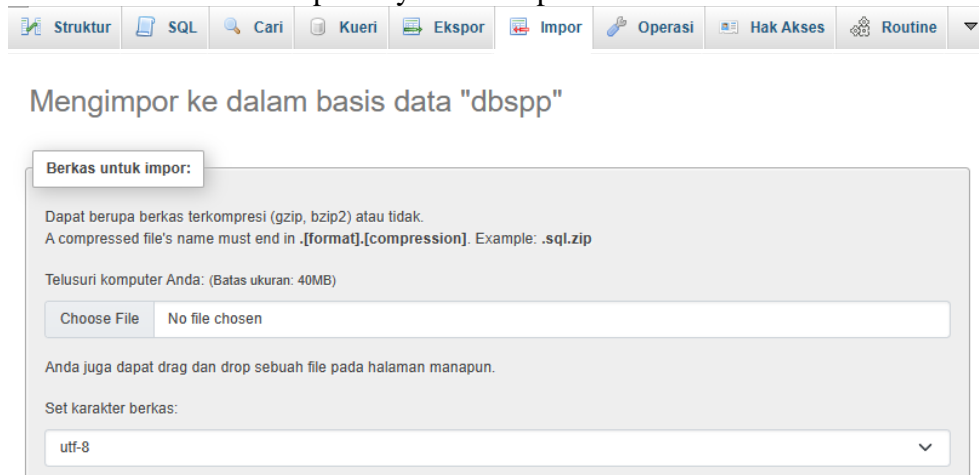 Struktur SQL Cari Kueri Ekspor Impor Operasi Hak Akses Routine
Mengimpor ke dalam basis data "dbspp"
Berkas untuk impor:
Dapat berupa berkas terkompresi (gzip, bzip2) atau tidak.
A compressed file's name must end in .[format].[compression]. Example: .sql.zip
Telusuri komputer Anda: (Batas ukuran: 40MB)
Choose File No file chosen
Anda juga dapat drag dan drop sebuah file pada halaman manapun.
Set karakter berkas:
utf-8